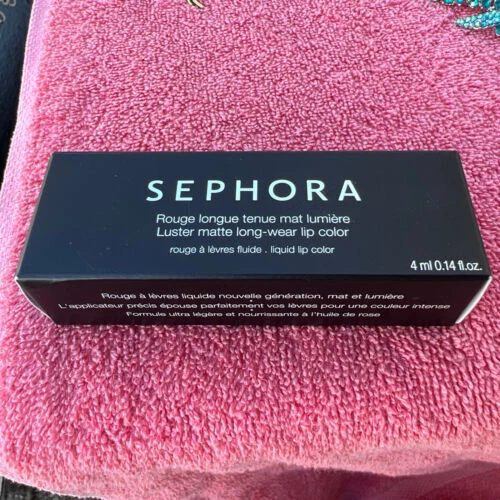 SEPHORA
Rouge longue tenue mat lumière
Luster matte long-wear lip color
rouge à lèvres fluide . liquid lip color
4 ml 0.14 fl.oz.
Rouge à lèvres liquide nouvelle génération, mat et lumière
L'applicateur précis épouse parfaitement vos lèvres pour une couleur intense
Formule ultra légère et nourrissante à l'huile de rose